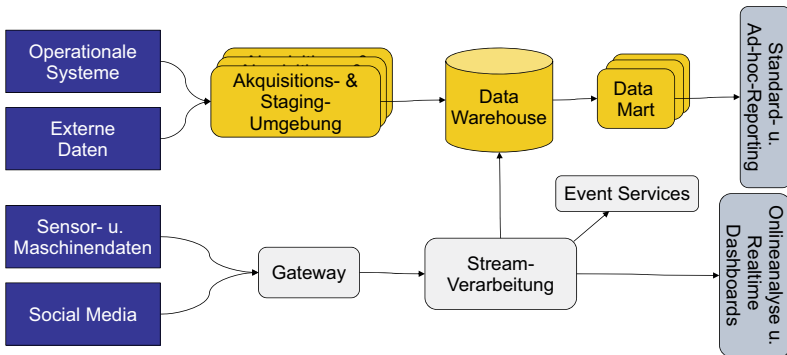 Operationale
Systeme
Externe
Daten
Sensor- u.
Maschinendaten
Social Media
Akquisitions- &
Staging-
Umgebung
Data
Warehouse
Data
Mart
Standard- u.
Ad-hoc-Reporting
Gateway
Stream-
Verarbeitung
Event Services
Onlineanalyse u.
Realtime
Dashboards